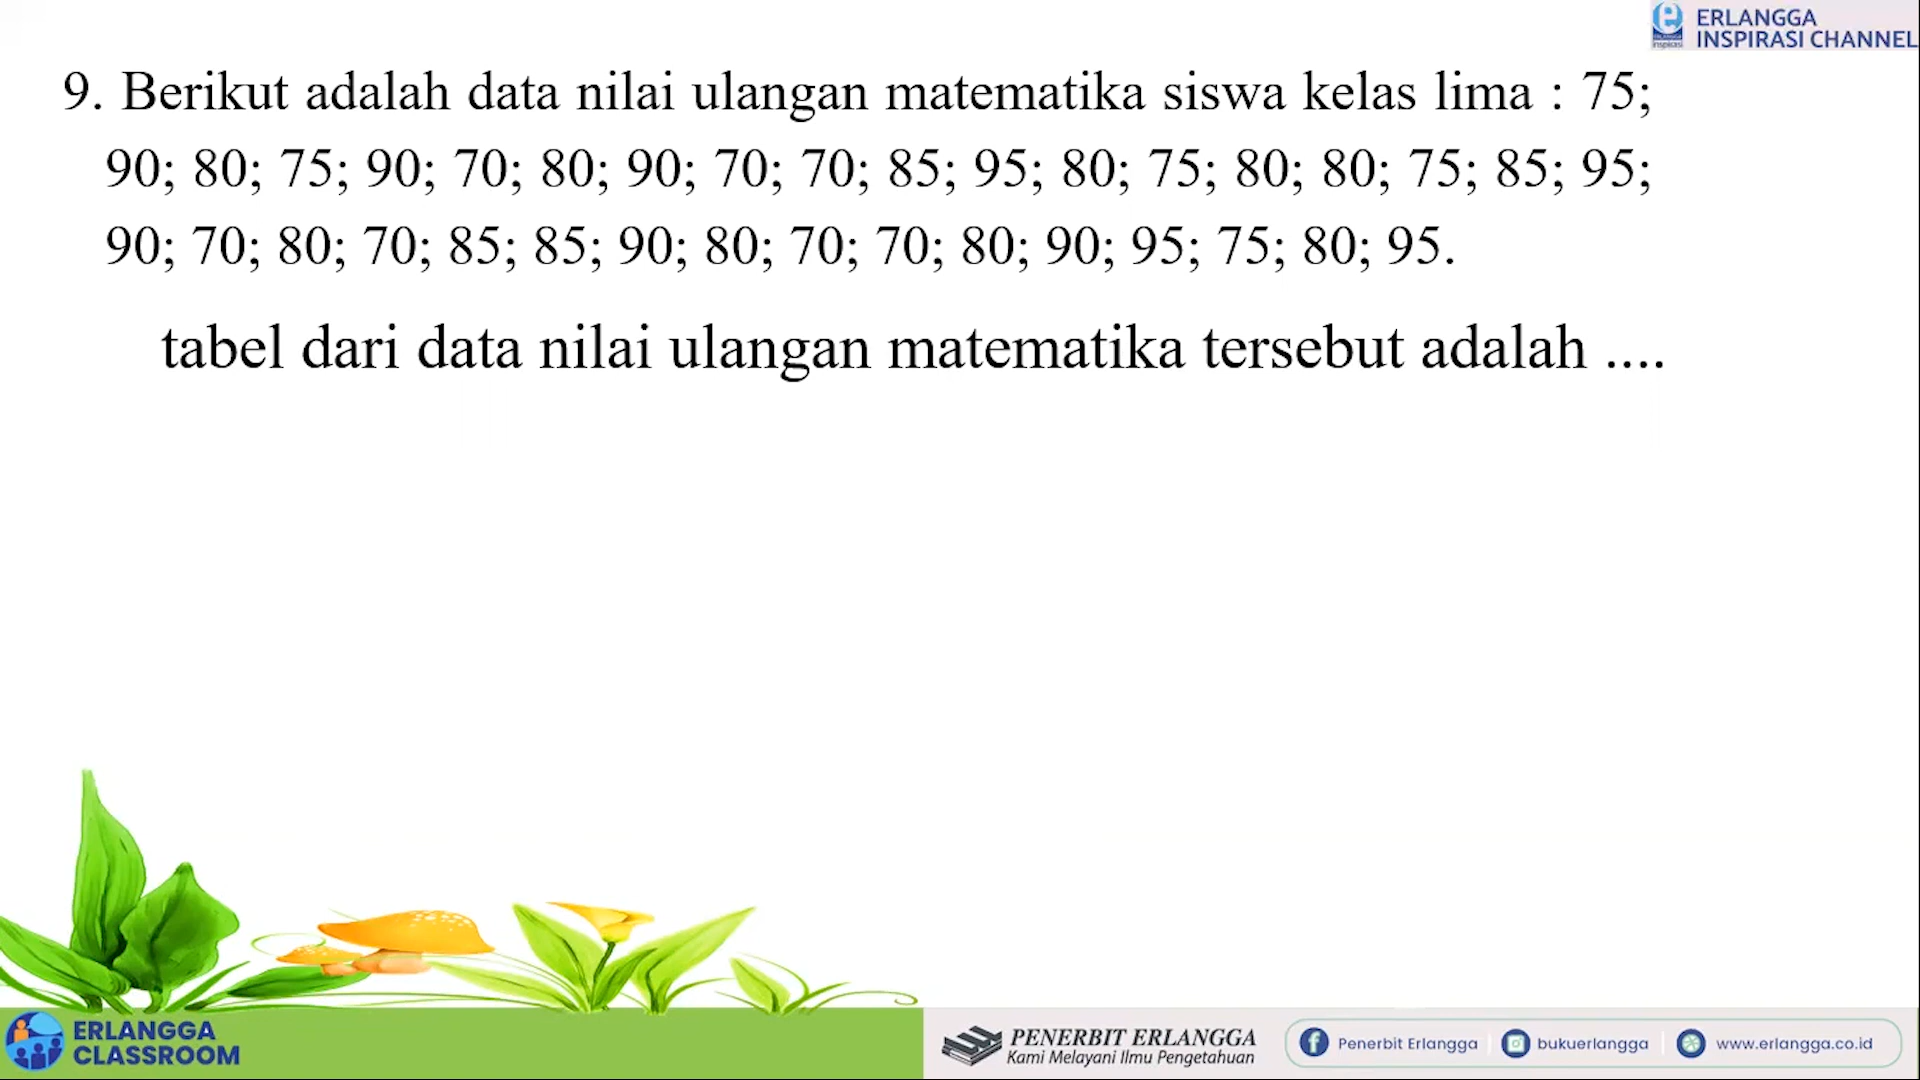 ERLANGGA
INSPIRASI CHANNEL
9. Berikut adalah data nilai ulangan matematika siswa kelas lima : 75;
90; 80; 75; 90; 70; 80; 90; 70; 70; 85; 95; 80; 75; 80; 80; 75; 85; 95;
90; 70; 80; 70; 85; 85; 90; 80; 70; 70; 80; 90; 95; 75; 80; 95.
tabel dari data nilai ulangan matematika tersebut adalah ....
ERLANGGA
CLASSROOM
PENERBIT ERLANGGA
Kami Melayani Ilmu Pengetahuan
Penerbit Erlangga
bukuerlangga
www.erlangga.co.id